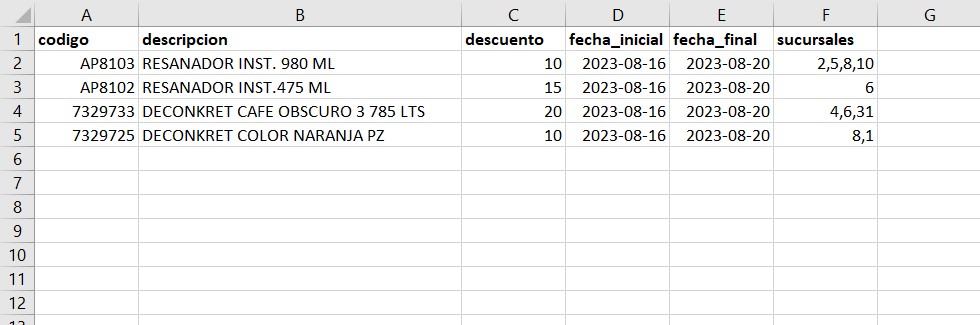 A B C D E F G
1 codigo descripcion descuento fecha_inicial fecha_final sucursales
2 AP8103 RESANADOR INST. 980 ML 10 2023-08-16 2023-08-20 2,5,8,10
3 AP8102 RESANADOR INST.475 ML 15 2023-08-16 2023-08-20 6
4 7329733 DECONKRET CAFE OBSCURO 3 785 LTS 20 2023-08-16 2023-08-20 4,6,31
5 7329725 DECONKRET COLOR NARANJA PZ 10 2023-08-16 2023-08-20 8,1
6
7
8
9
10
11
12